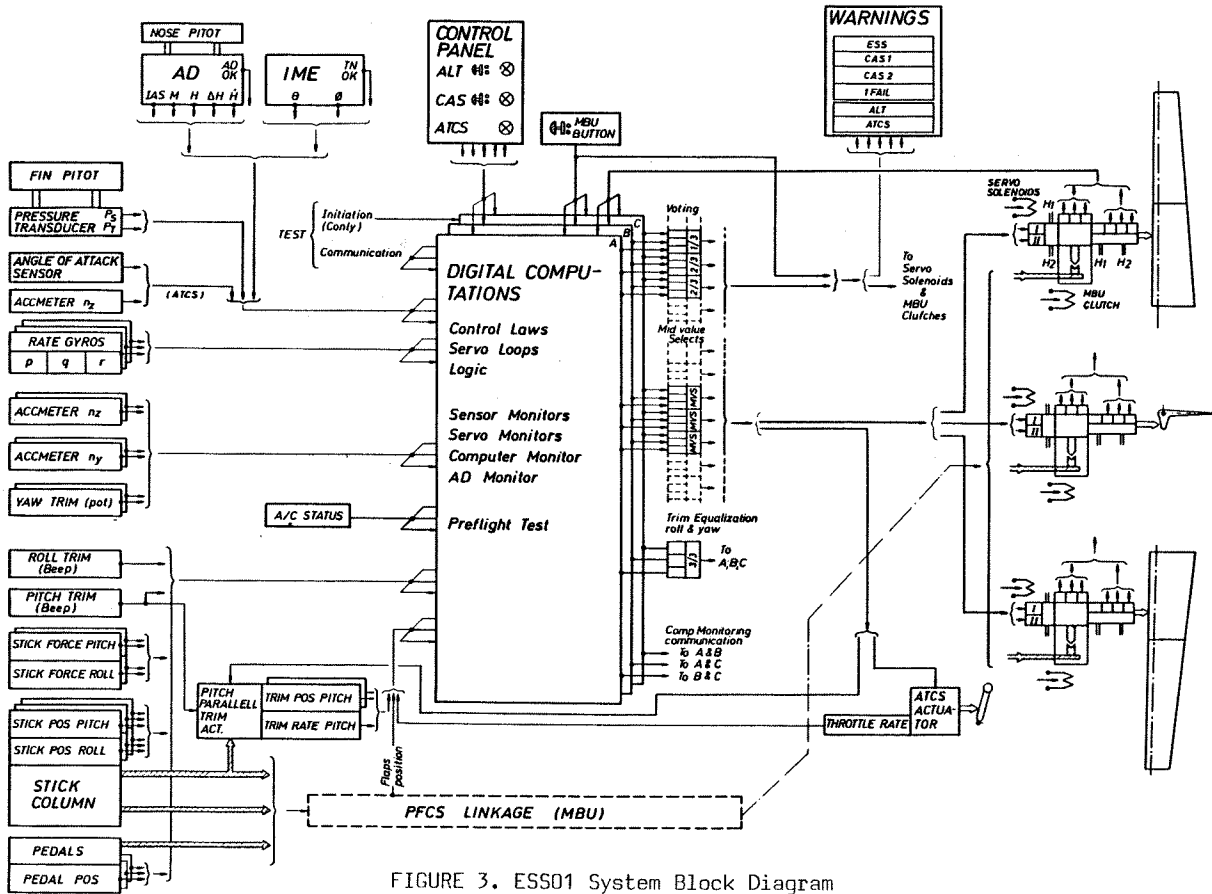 NOSE PITOT
AD
AD
OK
IAS M H ΔH Ḣ
IME
TN
OK
θ Ø
CONTROL
PANEL
ALT
CAS
ATCS
MBU
BUTTON
WARNINGS
ESS
CAS 1
CAS 2
1 FAIL
ALT
ATCS
FIN PITOT
PRESSURE
TRANSDUCER
Ps
PT
ANGLE OF ATTACK
SENSOR
(ATCS)
ACCMETER nz
RATE GYROS
p q r
ACCMETER nz
ACCMETER ny
YAW TRIM (pot)
A/C STATUS
ROLL TRIM
(Beep)
PITCH TRIM
(Beep)
STICK FORCE PITCH
STICK FORCE ROLL
STICK POS PITCH
STICK POS ROLL
STICK
COLUMN
PEDALS
PEDAL POS
TEST
Initiation
(Conly)
Communication
A
B
C
DIGITAL COMPU-
TATIONS
Control Laws
Servo Loops
Logic
Sensor Monitors
Servo Monitors
Computer Monitor
AD Monitor
Preflight Test
Voting
1/3
2/3
2/3
Mid value
Selects
MVS
MVS
MVS
Trim Equalization
roll & yaw
3/3
To
A,B,C
Comp Monitoring
communication
To A & B
To A & C
To B & C
To
Servo
Solenoids
&
MBU
Clutches
SERVO
SOLENOIDS
H1
I
II
H2
H1 H2
MBU
CLUTCH
I
II
I
II
PITCH
PARALLELL
TRIM
ACT.
TRIM POS PITCH
TRIM RATE PITCH
Flaps
position
THROTTLE RATE
ATCS
ACTUA-
TOR
PFCS LINKAGE (MBU)
FIGURE 3. ESS01 System Block Diagram